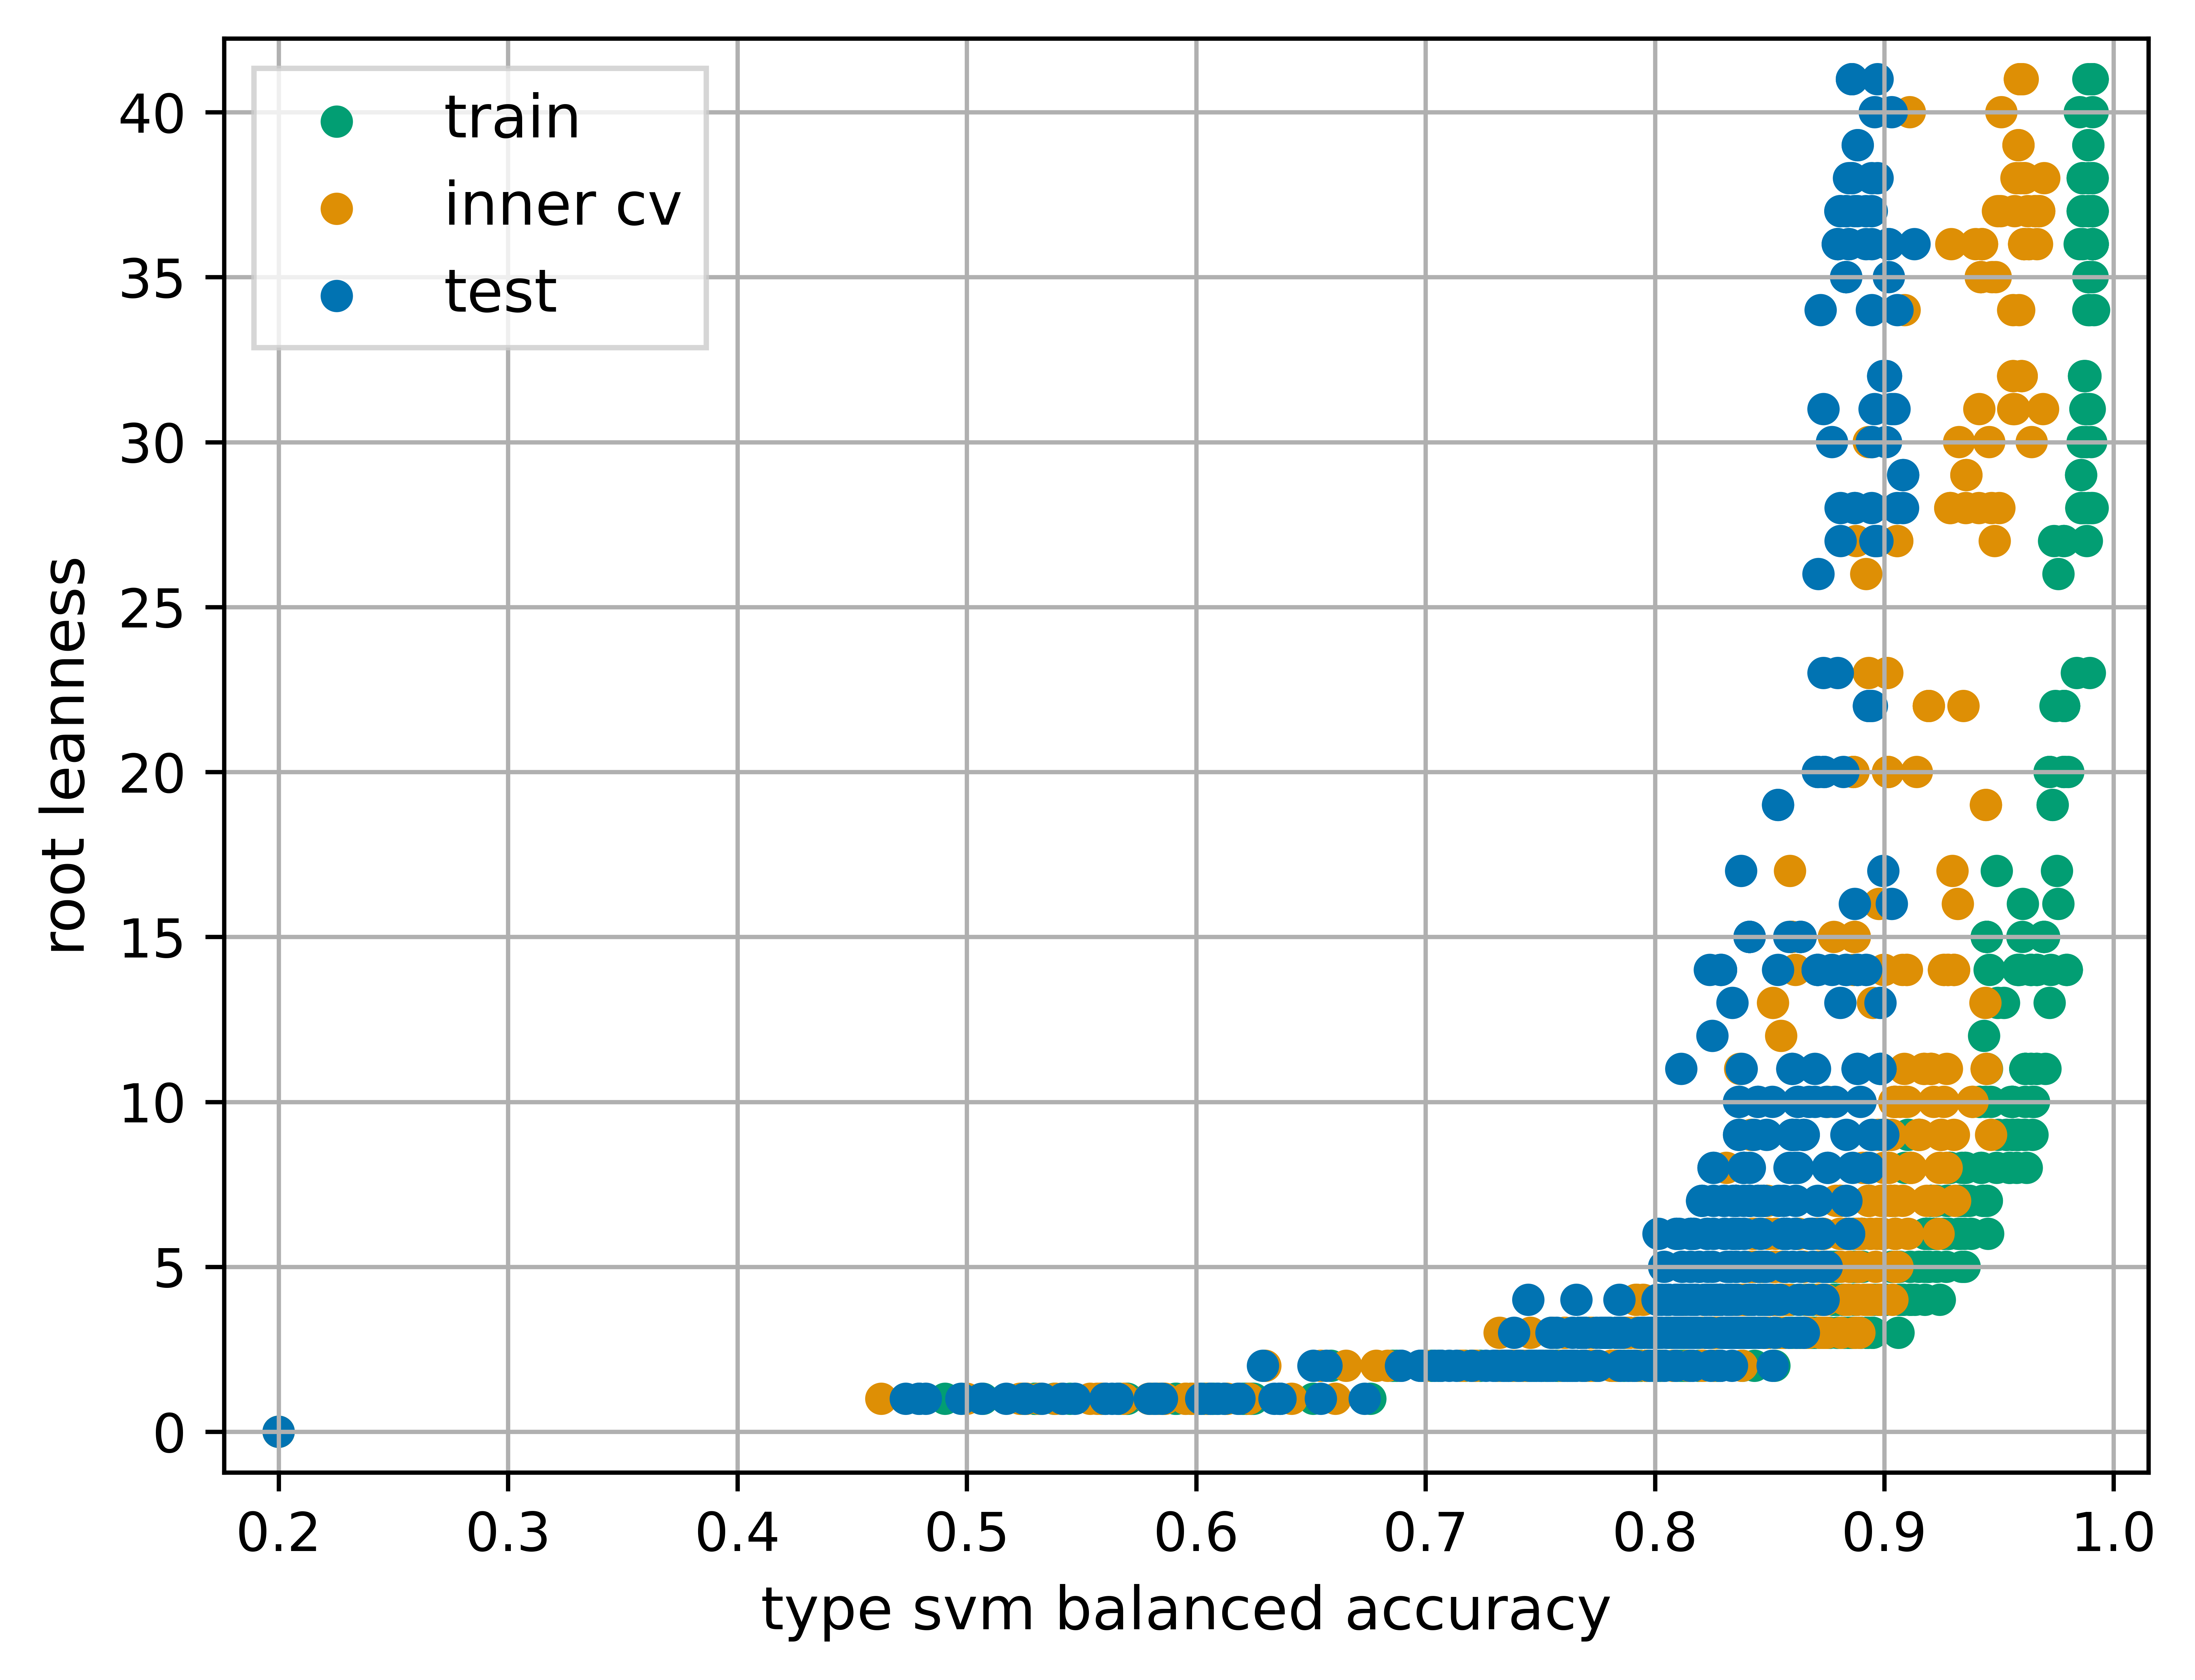 train
inner cv
test
40
35
30
25
20
15
10
5
0
root leanness
0.2 0.3 0.4 0.5 0.6 0.7 0.8 0.9 1.0
type svm balanced accuracy